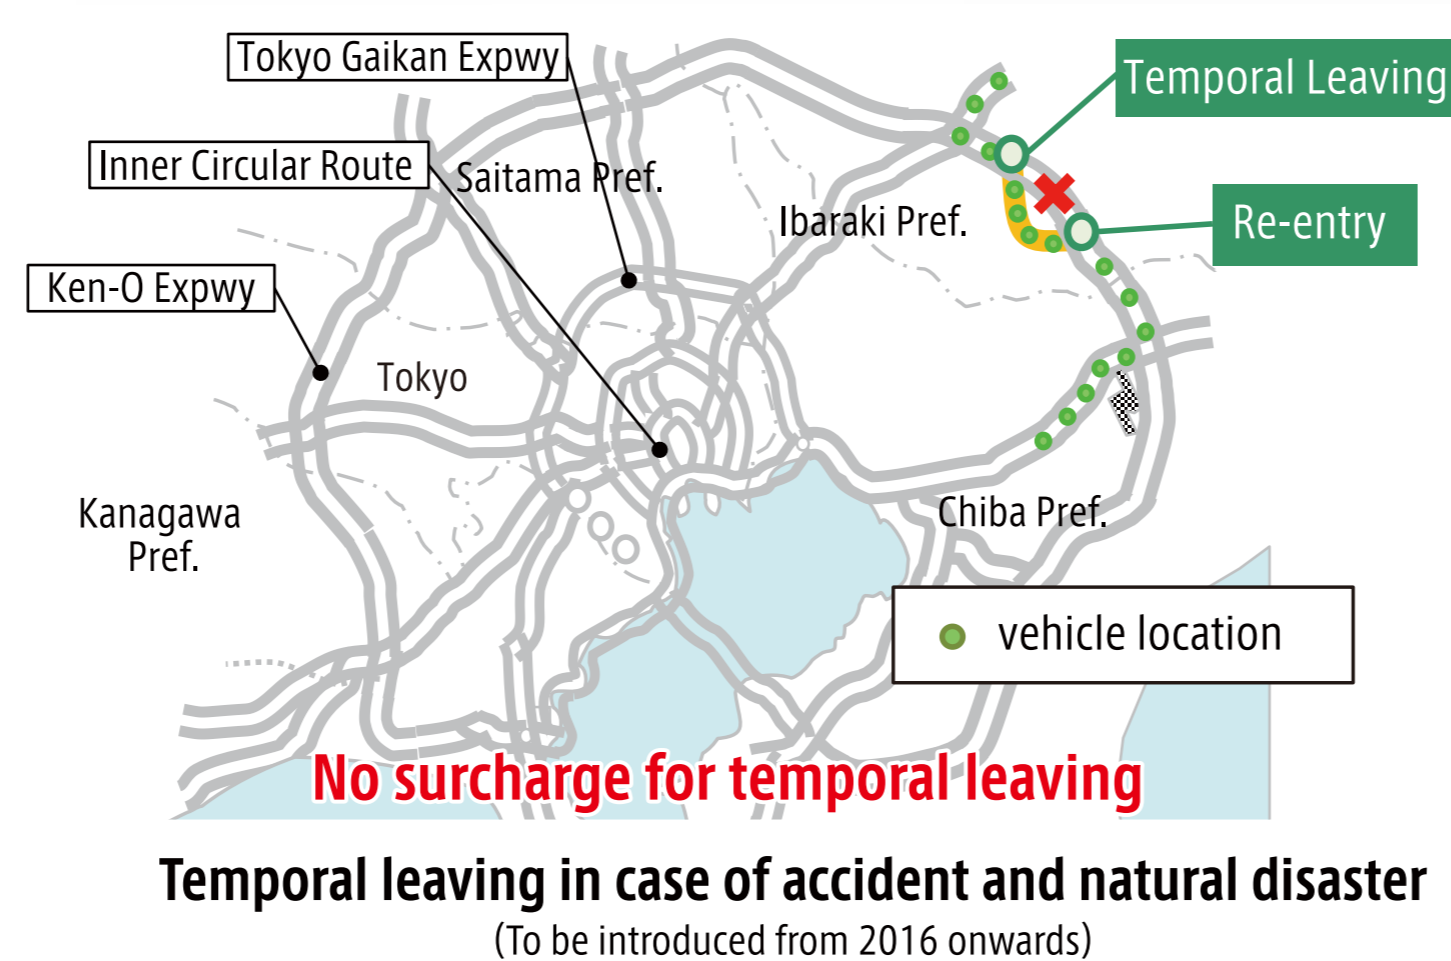 Tokyo Gaikan Expwy
Temporal Leaving
Inner Circular Route
Saitama Pref.
Ibaraki Pref.
Re-entry
Ken-O Expwy
Tokyo
Kanagawa
Pref.
Chiba Pref.
vehicle location
No surcharge for temporal leaving
Temporal leaving in case of accident and natural disaster
(To be introduced from 2016 onwards)